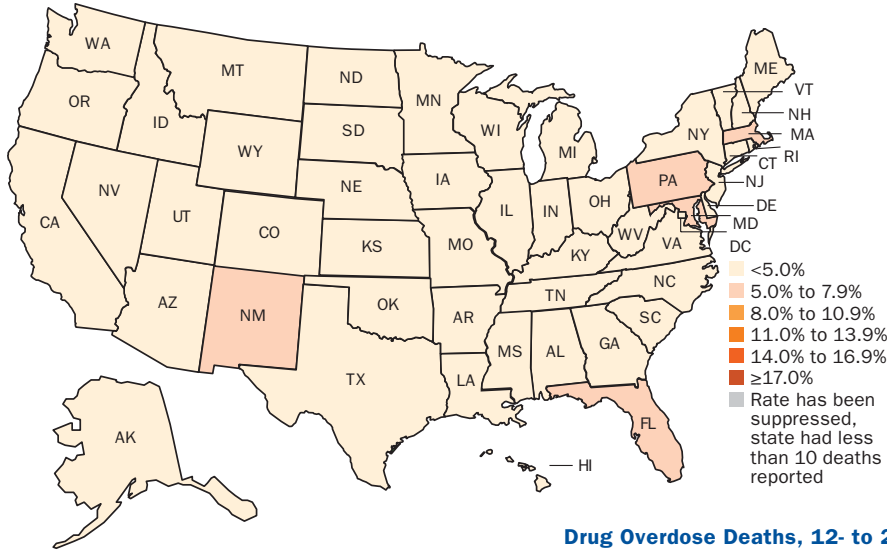 WA
MT
ND
MN
ME
VT
OR
ID
SD
WI
NY
NH
MA
WY
MI
RI
CT
NE
IA
PA
NJ
NV
UT
IL
IN
OH
DE
CA
CO
WV
MD
KS
MO
VA
DC
KY
NC
<5.0%
5.0% to 7.9%
8.0% to 10.9%
11.0% to 13.9%
14.0% to 16.9%
≥17.0%
Rate has been
suppressed,
state had less
than 10 deaths
reported
TN
AZ
NM
OK
AR
SC
MS
AL
GA
TX
LA
FL
AK
HI
Drug Overdose Deaths, 12- to 2